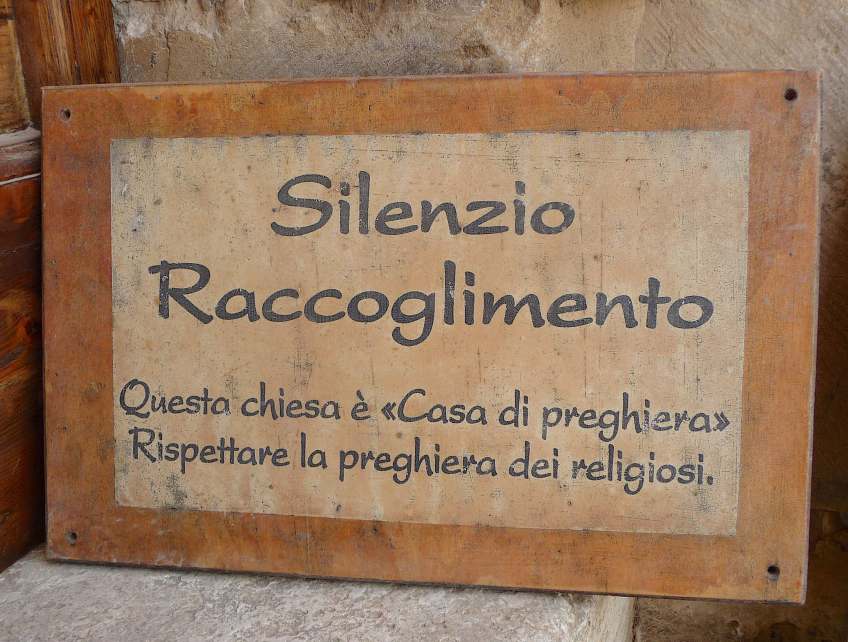 Silenzio
Raccoglimento
Questa chiesa è «Casa di preghiera»
Rispettare la preghiera dei religiosi.